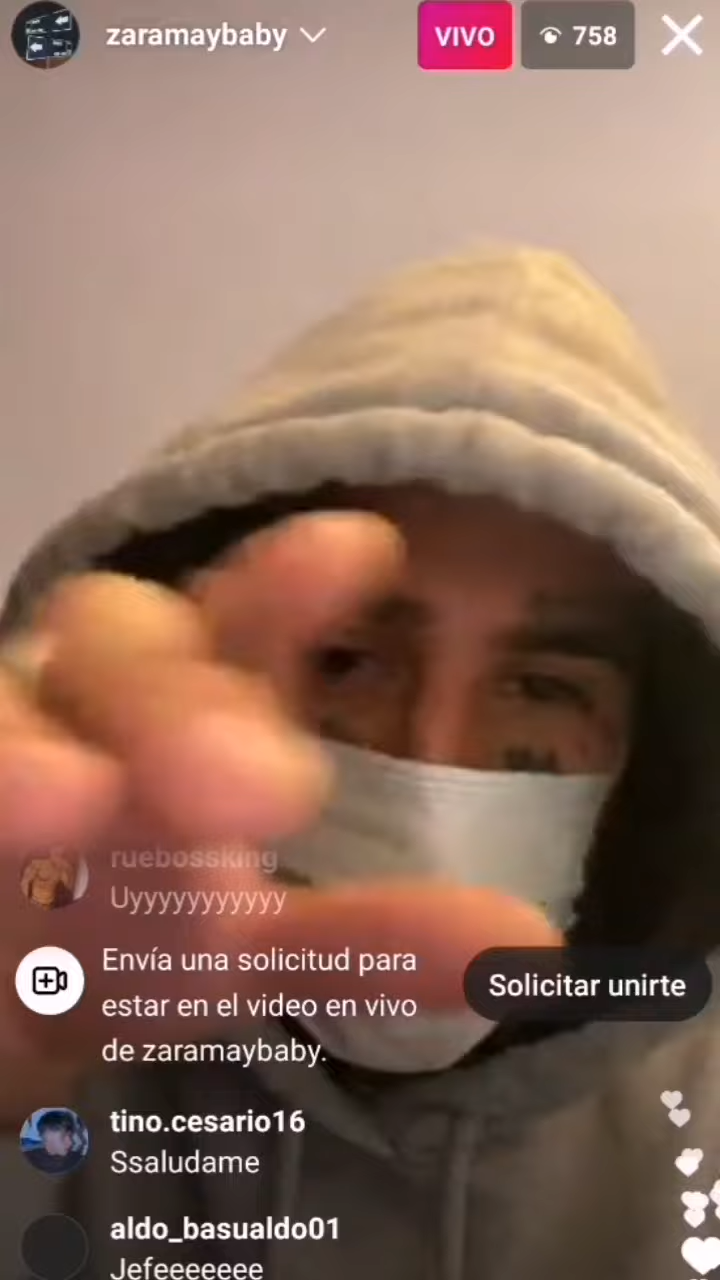 zaramaybaby
VIVO
758
ruebossking
Uyyyyyyyyyyy
Envía una solicitud para
estar en el video en vivo
de zaramaybaby.
Solicitar unirte
tino.cesario16
Ssaludame
aldo_basualdo01
Jefeeeeeee